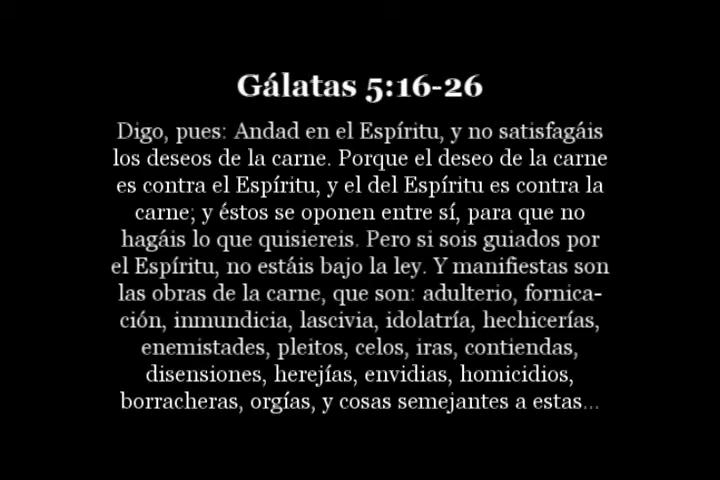 Gálatas 5:16-26
Digo, pues: Andad en el Espíritu, y no satisfagáis
los deseos de la carne. Porque el deseo de la carne
es contra el Espíritu, y el del Espíritu es contra la
carne; y éstos se oponen entre sí, para que no
hagáis lo que quisiereis. Pero si sois guiados por
el Espíritu, no estáis bajo la ley. Y manifiestas son
las obras de la carne, que son: adulterio, fornica-
ción, inmundicia, lascivia, idolatría, hechicerías,
enemistades, pleitos, celos, iras, contiendas,
disensiones, herejías, envidias, homicidios,
borracheras, orgías, y cosas semejantes a estas...